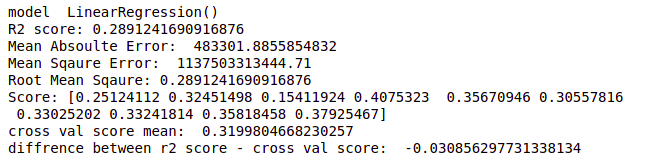 model  LinearRegression()
R2 score: 0.2891241690916876
Mean Absoulte Error:  483301.8855854832
Mean Sqaure Error:  1137503313444.71
Root Mean Sqaure: 0.2891241690916876
Score: [0.25124112 0.32451498 0.15411924 0.4075323  0.35670946 0.30557816
 0.33025202 0.33241814 0.35818458 0.37925467]
cross val score mean:  0.3199804668230257
diffrence between r2 score - cross val score:  -0.030856297731338134